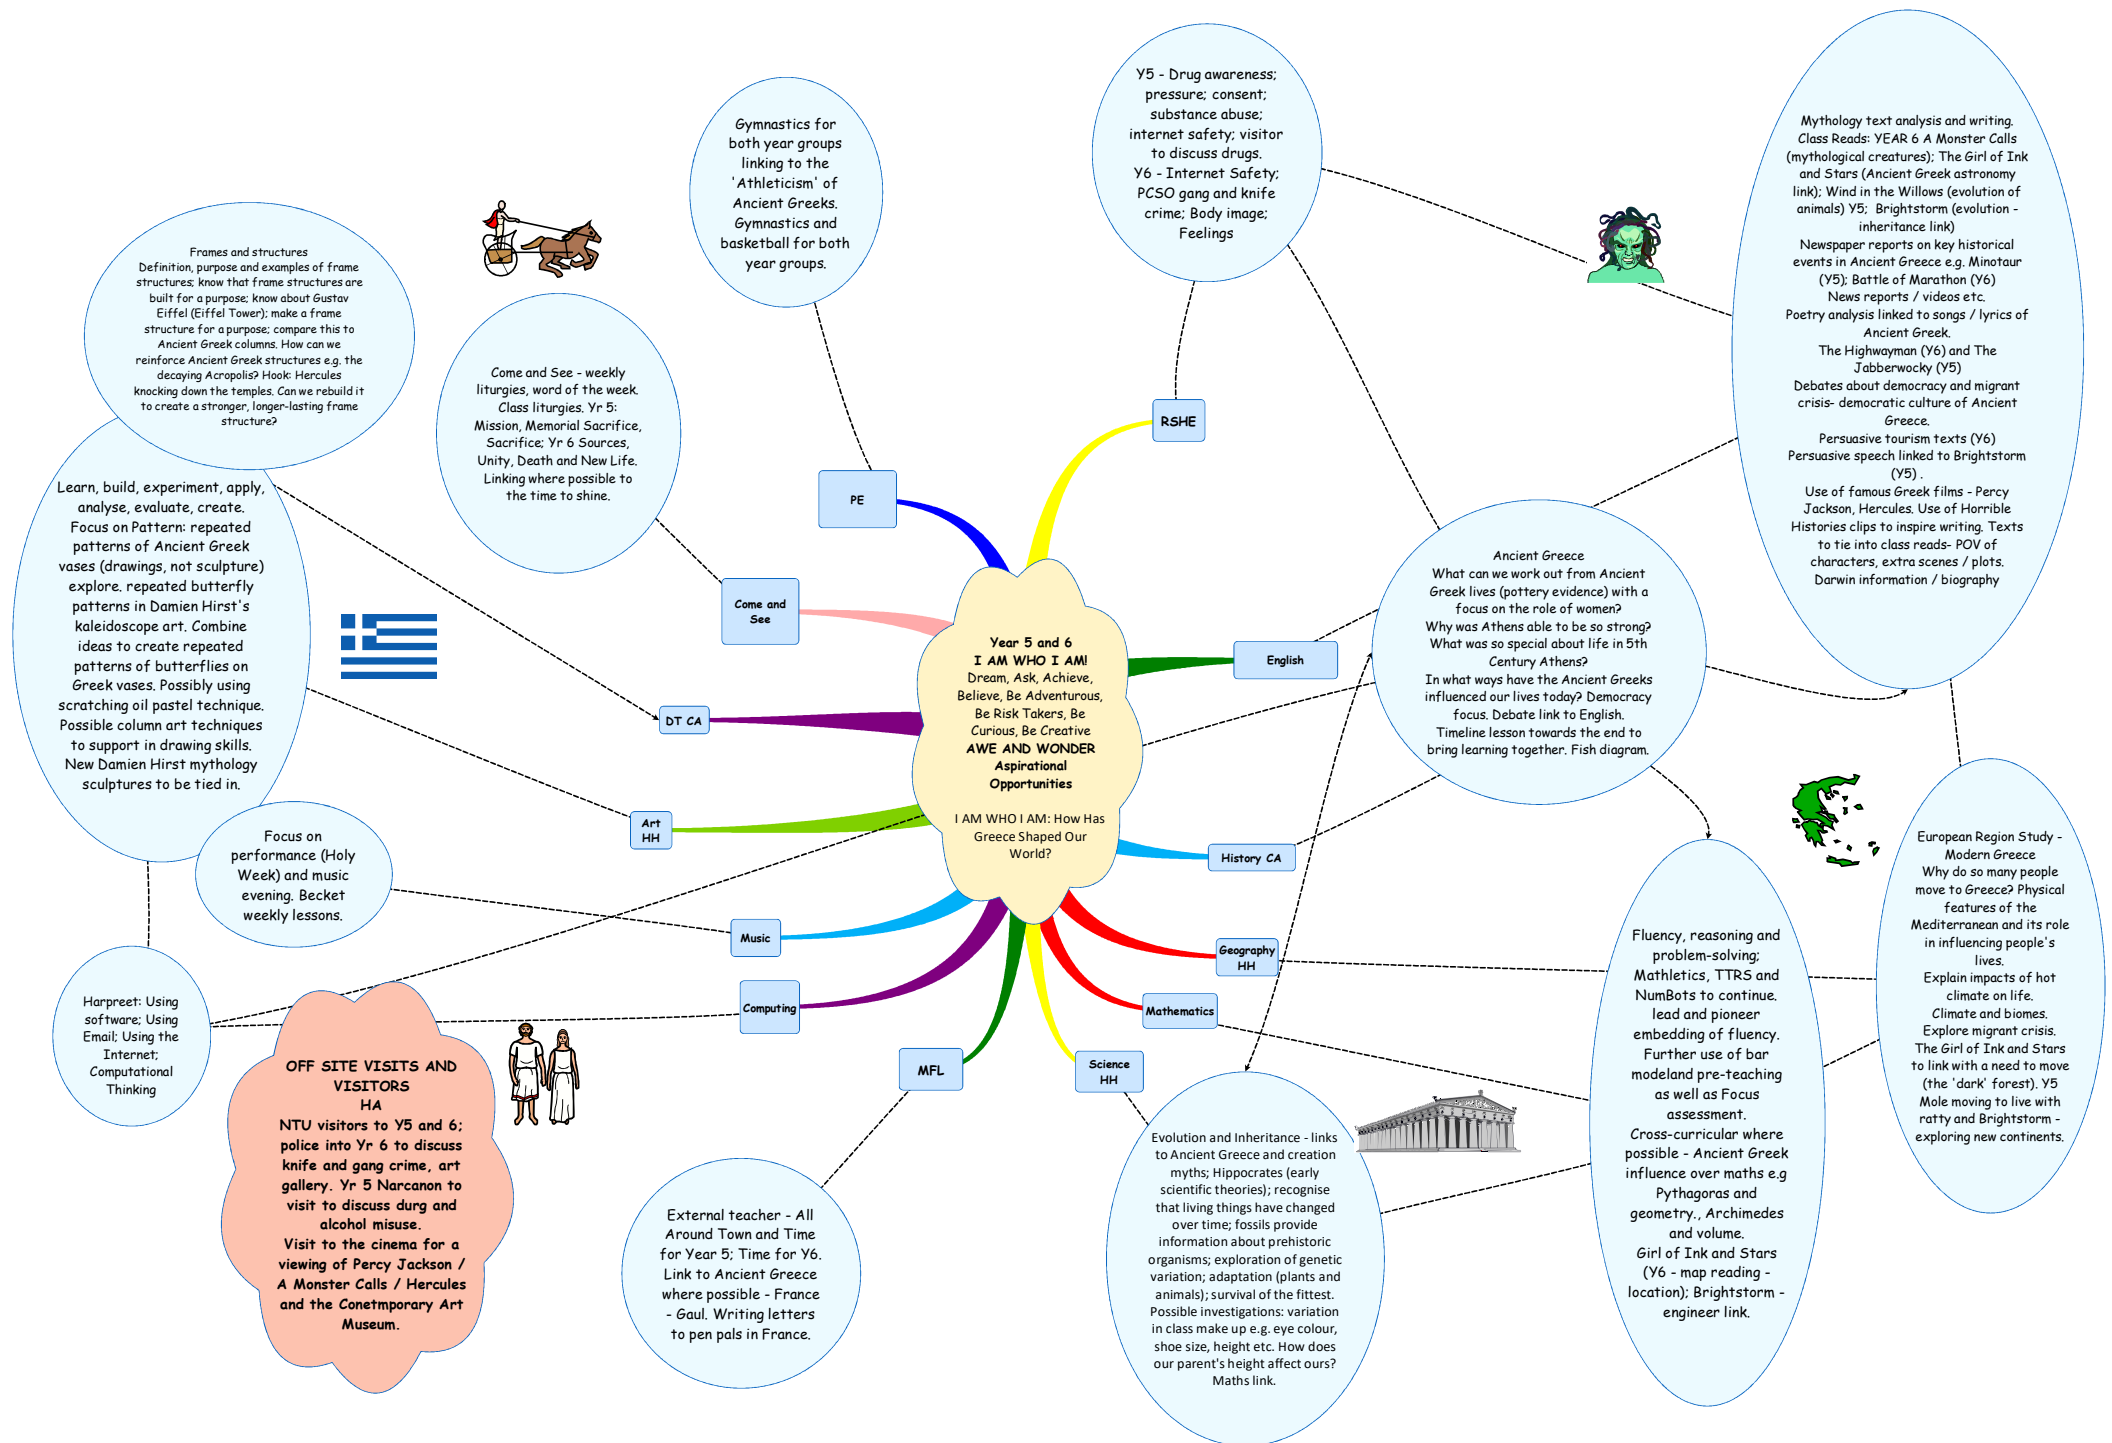 Year 5 and 6
I AM WHO I AM!
Dream, Ask, Achieve,
Believe, Be Adventurous,
Be Risk Takers, Be
Curious, Be Creative
AWE AND WONDER
Aspirational
Opportunities
I AM WHO I AM: How Has
Greece Shaped Our
World?
RSHE
Y5 - Drug awareness;
pressure; consent;
substance abuse;
internet safety; visitor
to discuss drugs.
Y6 - Internet Safety;
PCSO gang and knife
crime; Body image;
Feelings
English
Mythology text analysis and writing.
Class Reads: YEAR 6 A Monster Calls
(mythological creatures); The Girl of Ink
and Stars (Ancient Greek astronomy
link); Wind in the Willows (evolution of
animals) Y5;  Brightstorm (evolution -
inheritance link)
Newspaper reports on key historical
events in Ancient Greece e.g. Minotaur
(Y5); Battle of Marathon (Y6)
News reports / videos etc.
Poetry analysis linked to songs / lyrics of
Ancient Greek.
The Highwayman (Y6) and The
Jabberwocky (Y5)
Debates about democracy and migrant
crisis- democratic culture of Ancient
Greece.
Persuasive tourism texts (Y6)
Persuasive speech linked to Brightstorm
(Y5) .
Use of famous Greek films - Percy
Jackson, Hercules. Use of Horrible
Histories clips to inspire writing. Texts
to tie into class reads- POV of
characters, extra scenes / plots.
Darwin information / biography
History CA
Ancient Greece
What can we work out from Ancient
Greek lives (pottery evidence) with a
focus on the role of women?
Why was Athens able to be so strong?
What was so special about life in 5th
Century Athens?
In what ways have the Ancient Greeks
influenced our lives today? Democracy
focus. Debate link to English.
Timeline lesson towards the end to
bring learning together. Fish diagram.
Geography
HH
European Region Study -
Modern Greece
Why do so many people
move to Greece? Physical
features of the
Mediterranean and its role
in influencing people's
lives.
Explain impacts of hot
climate on life.
Climate and biomes.
Explore migrant crisis.
The Girl of Ink and Stars
to link with a need to move
(the 'dark' forest). Y5
Mole moving to live with
ratty and Brightstorm -
exploring new continents.
Mathematics
Fluency, reasoning and
problem-solving;
Mathletics, TTRS and
NumBots to continue.
lead and pioneer
embedding of fluency.
Further use of bar
modeland pre-teaching
as well as Focus
assessment.
Cross-curricular where
possible - Ancient Greek
influence over maths e.g
Pythagoras and
geometry., Archimedes
and volume.
Girl of Ink and Stars
(Y6 - map reading -
location); Brightstorm -
engineer link.
Science
HH
Evolution and Inheritance - links
to Ancient Greece and creation
myths; Hippocrates (early
scientific theories); recognise
that living things have changed
over time; fossils provide
information about prehistoric
organisms; exploration of genetic
variation; adaptation (plants and
animals); survival of the fittest.
Possible investigations: variation
in class make up e.g. eye colour,
shoe size, height etc. How does
our parent's height affect ours?
Maths link.
MFL
External teacher - All
Around Town and Time
for Year 5; Time for Y6.
Link to Ancient Greece
where possible - France
- Gaul. Writing letters
to pen pals in France.
Computing
Harpreet: Using
software; Using
Email; Using the
Internet;
Computational
Thinking
Music
Focus on
performance (Holy
Week) and music
evening. Becket
weekly lessons.
Art
HH
Learn, build, experiment, apply,
analyse, evaluate, create.
Focus on Pattern: repeated
patterns of Ancient Greek
vases (drawings, not sculpture)
explore. repeated butterfly
patterns in Damien Hirst's
kaleidoscope art. Combine
ideas to create repeated
patterns of butterflies on
Greek vases. Possibly using
scratching oil pastel technique.
Possible column art techniques
to support in drawing skills.
New Damien Hirst mythology
sculptures to be tied in.
DT CA
Frames and structures
Definition, purpose and examples of frame
structures; know that frame structures are
built for a purpose; know about Gustav
Eiffel (Eiffel Tower); make a frame
structure for a purpose; compare this to
Ancient Greek columns. How can we
reinforce Ancient Greek structures e.g. the
decaying Acropolis? Hook: Hercules
knocking down the temples. Can we rebuild it
to create a stronger, longer-lasting frame
structure?
Come and
See
Come and See - weekly
liturgies, word of the week.
Class liturgies. Yr 5:
Mission, Memorial Sacrifice,
Sacrifice; Yr 6 Sources,
Unity, Death and New Life.
Linking where possible to
the time to shine.
PE
Gymnastics for
both year groups
linking to the
'Athleticism' of
Ancient Greeks.
Gymnastics and
basketball for both
year groups.
OFF SITE VISITS AND
VISITORS
HA
NTU visitors to Y5 and 6;
police into Yr 6 to discuss
knife and gang crime, art
gallery. Yr 5 Narcanon to
visit to discuss durg and
alcohol misuse.
Visit to the cinema for a
viewing of Percy Jackson /
A Monster Calls / Hercules
and the Conetmporary Art
Museum.